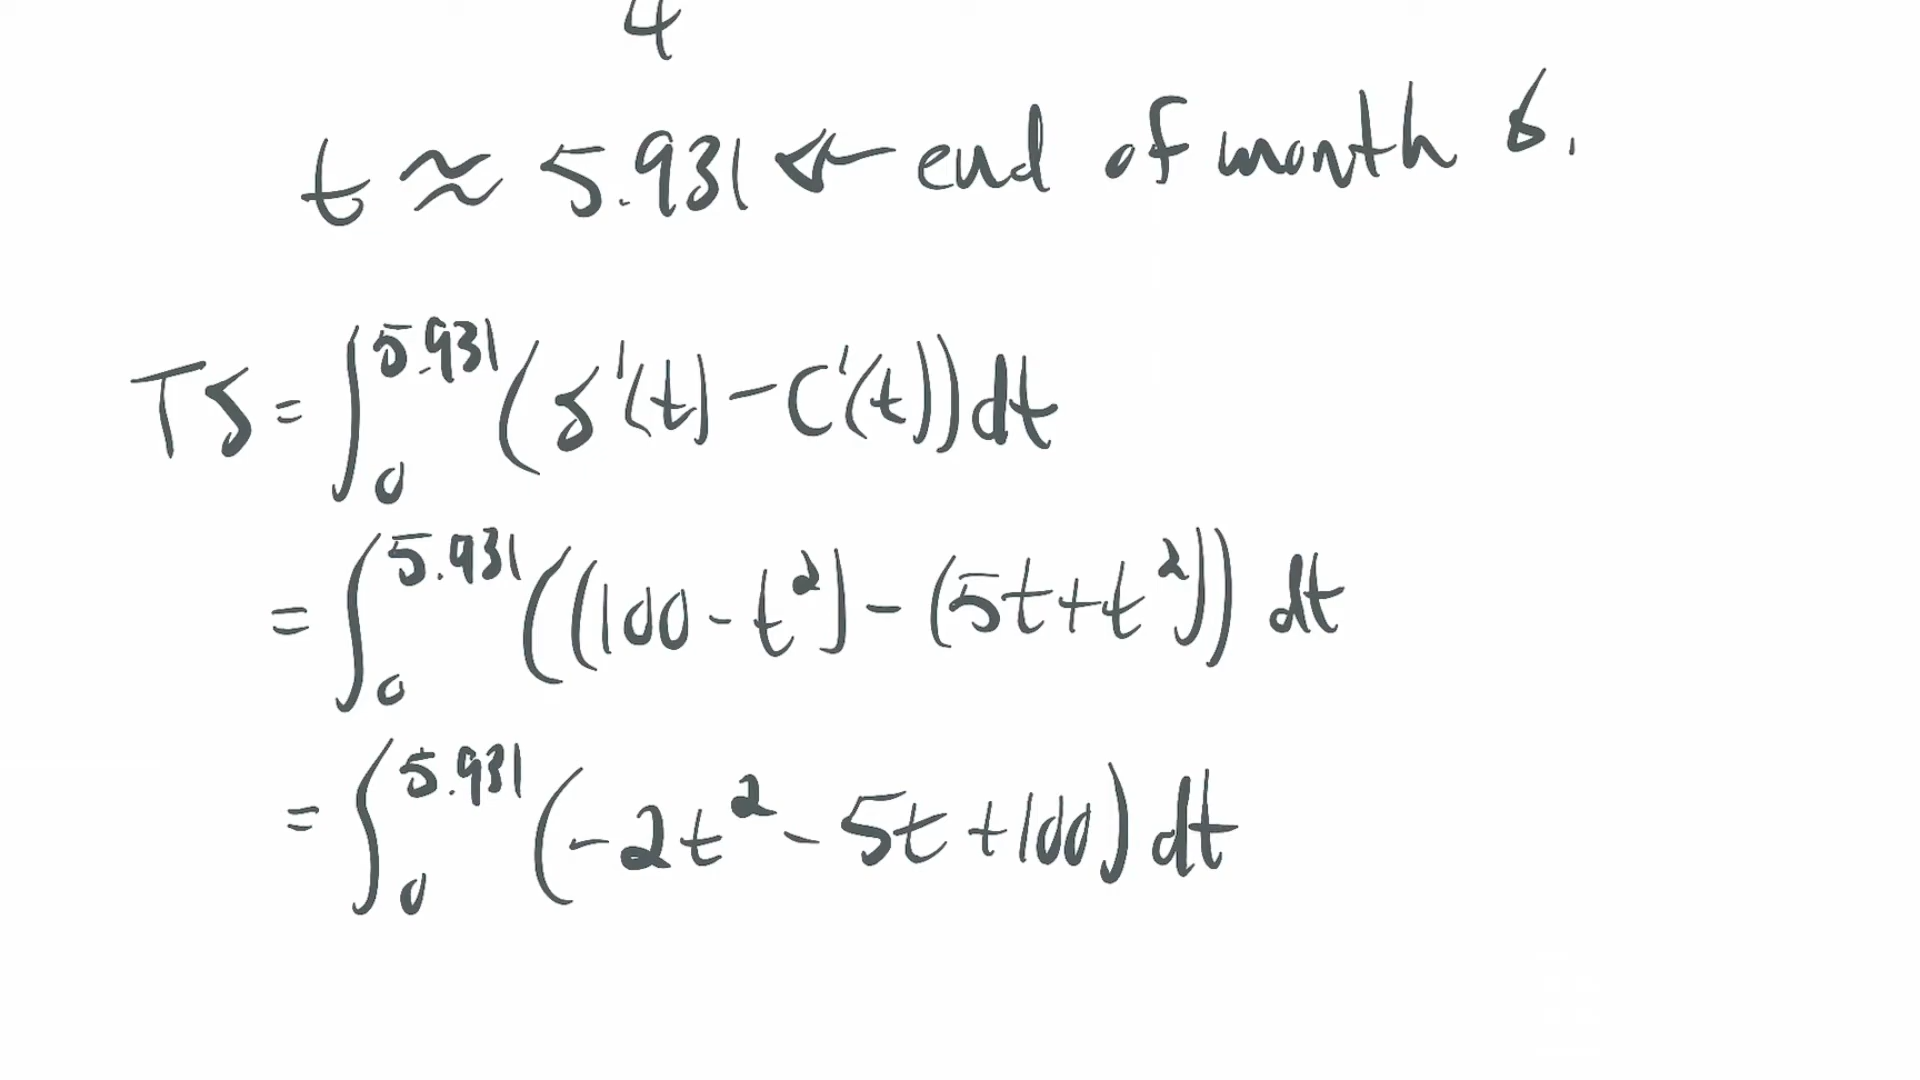 4
t ≈ 5.931 ← end of month 6.
TS = ∫₀^5.931 (S'(t) - C'(t)) dt
= ∫₀^5.931 ((100 - t²) - (5t + t²)) dt
= ∫₀^5.931 (-2t² - 5t + 100) dt